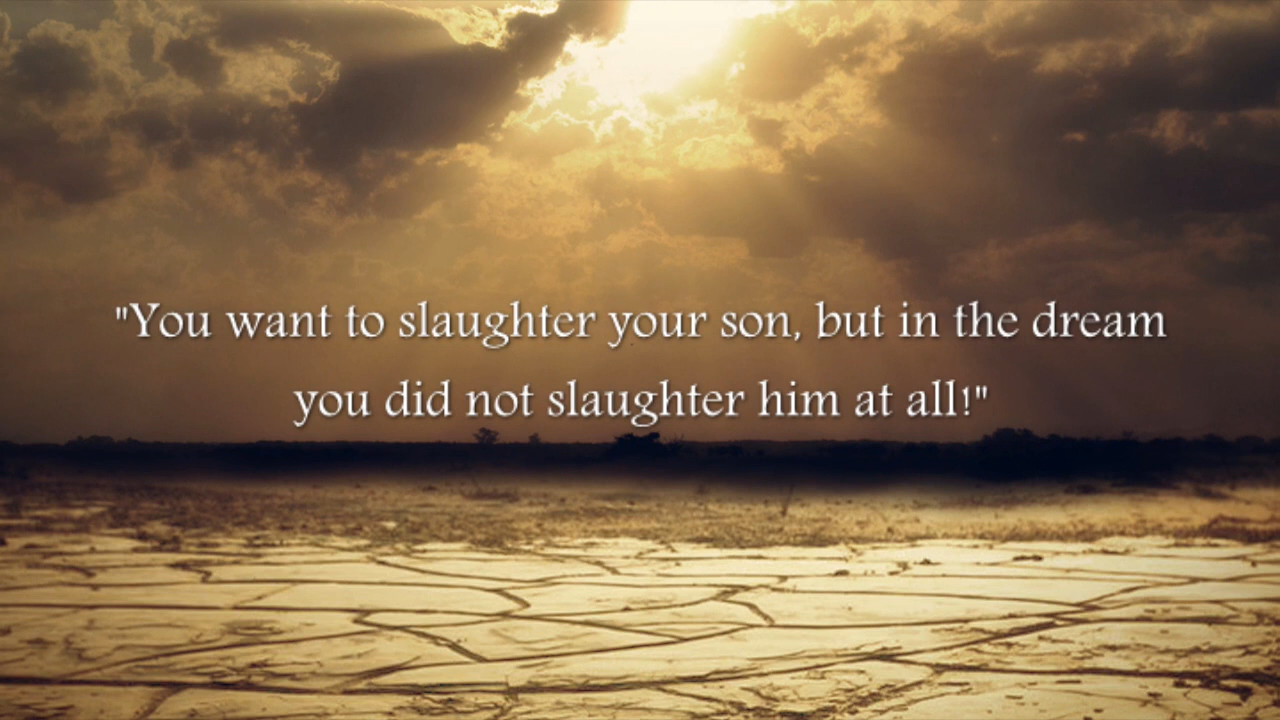 "You want to slaughter your son, but in the dream
you did not slaughter him at all!"